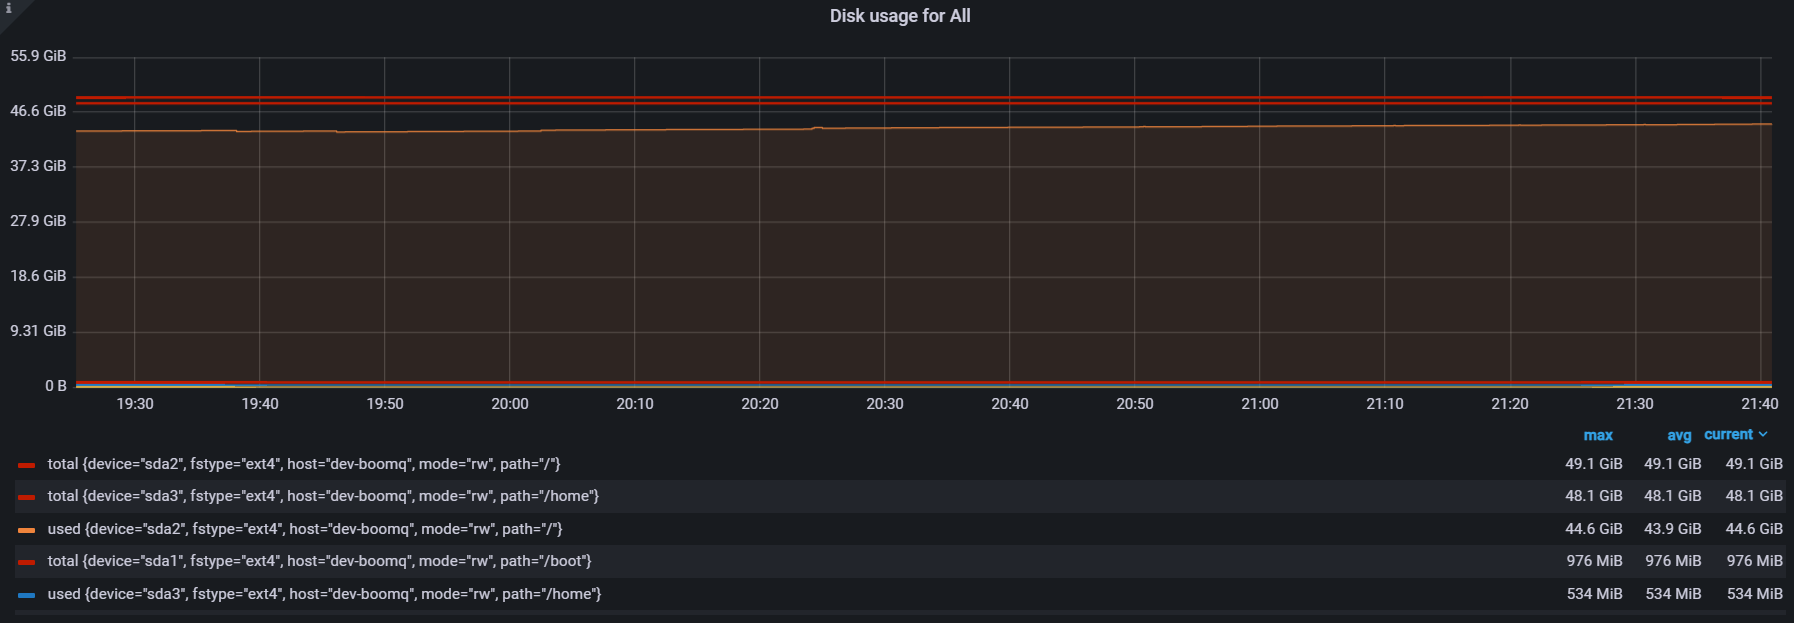 i
Disk usage for All
55.9 GiB
46.6 GiB
37.3 GiB
27.9 GiB
18.6 GiB
9.31 GiB
0 B
19:30 19:40 19:50 20:00 20:10 20:20 20:30 20:40 20:50 21:00 21:10 21:20 21:30 21:40
max avg current
total {device="sda2", fstype="ext4", host="dev-boomq", mode="rw", path="/"} 49.1 GiB 49.1 GiB 49.1 GiB
total {device="sda3", fstype="ext4", host="dev-boomq", mode="rw", path="/home"} 48.1 GiB 48.1 GiB 48.1 GiB
used {device="sda2", fstype="ext4", host="dev-boomq", mode="rw", path="/"} 44.6 GiB 43.9 GiB 44.6 GiB
total {device="sda1", fstype="ext4", host="dev-boomq", mode="rw", path="/boot"} 976 MiB 976 MiB 976 MiB
used {device="sda3", fstype="ext4", host="dev-boomq", mode="rw", path="/home"} 534 MiB 534 MiB 534 MiB